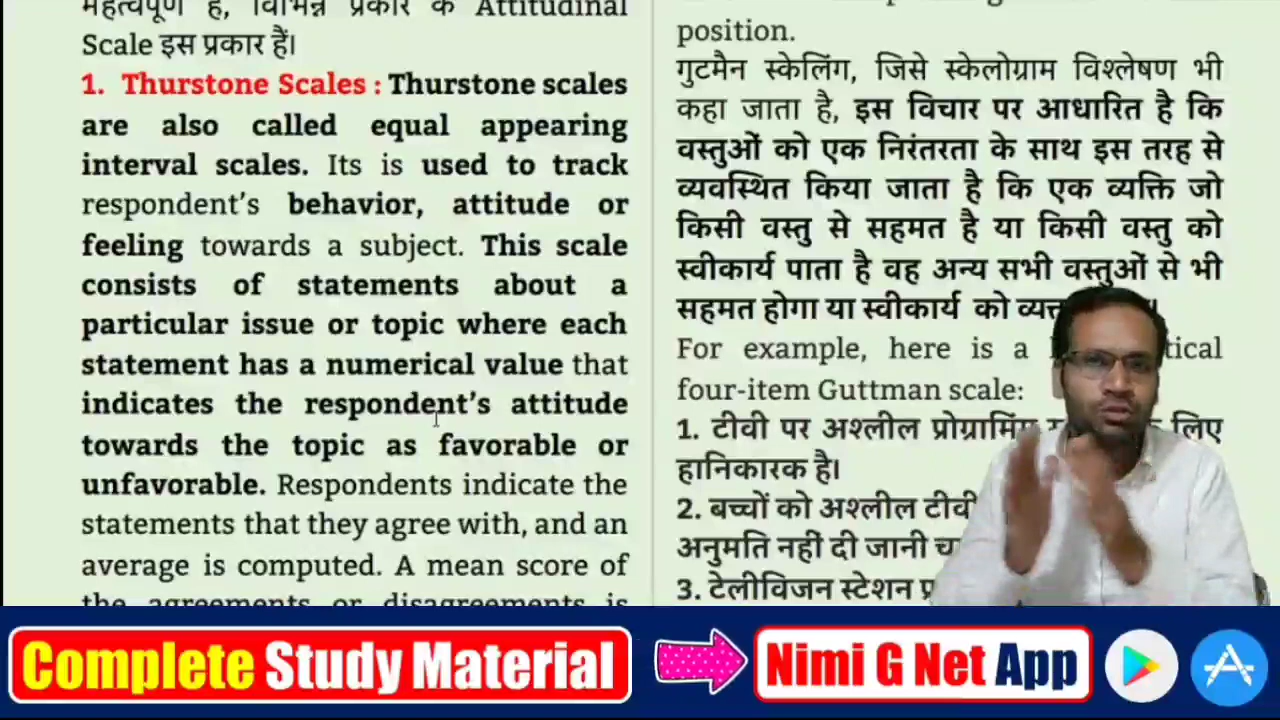 महत्वपूर्ण है, विभिन्न प्रकार के Attitudinal
Scale इस प्रकार हैं।
1. Thurstone Scales : Thurstone scales
are also called equal appearing
interval scales. Its is used to track
respondent's behavior, attitude or
feeling towards a subject. This scale
consists of statements about a
particular issue or topic where each
statement has a numerical value that
indicates the respondent's attitude
towards the topic as favorable or
unfavorable. Respondents indicate the
statements that they agree with, and an
average is computed. A mean score of
the agreements or disagreements is
position.
गुटमैन स्केलिंग, जिसे स्केलोग्राम विश्लेषण भी
कहा जाता है, इस विचार पर आधारित है कि
वस्तुओं को एक निरंतरता के साथ इस तरह से
व्यवस्थित किया जाता है कि एक व्यक्ति जो
किसी वस्तु से सहमत है या किसी वस्तु को
स्वीकार्य पाता है वह अन्य सभी वस्तुओं से भी
सहमत होगा या स्वीकार्य को
For example, here is a
four-item Guttman scale:
1. टीवी पर अश्लील प्रोग्रामिंग लिए
हानिकारक है।
2. बच्चों को अश्लील टीवी
अनुमति नहीं दी जानी
3. टेलीविजन स्टेशन
Complete Study Material
Nimi G Net App